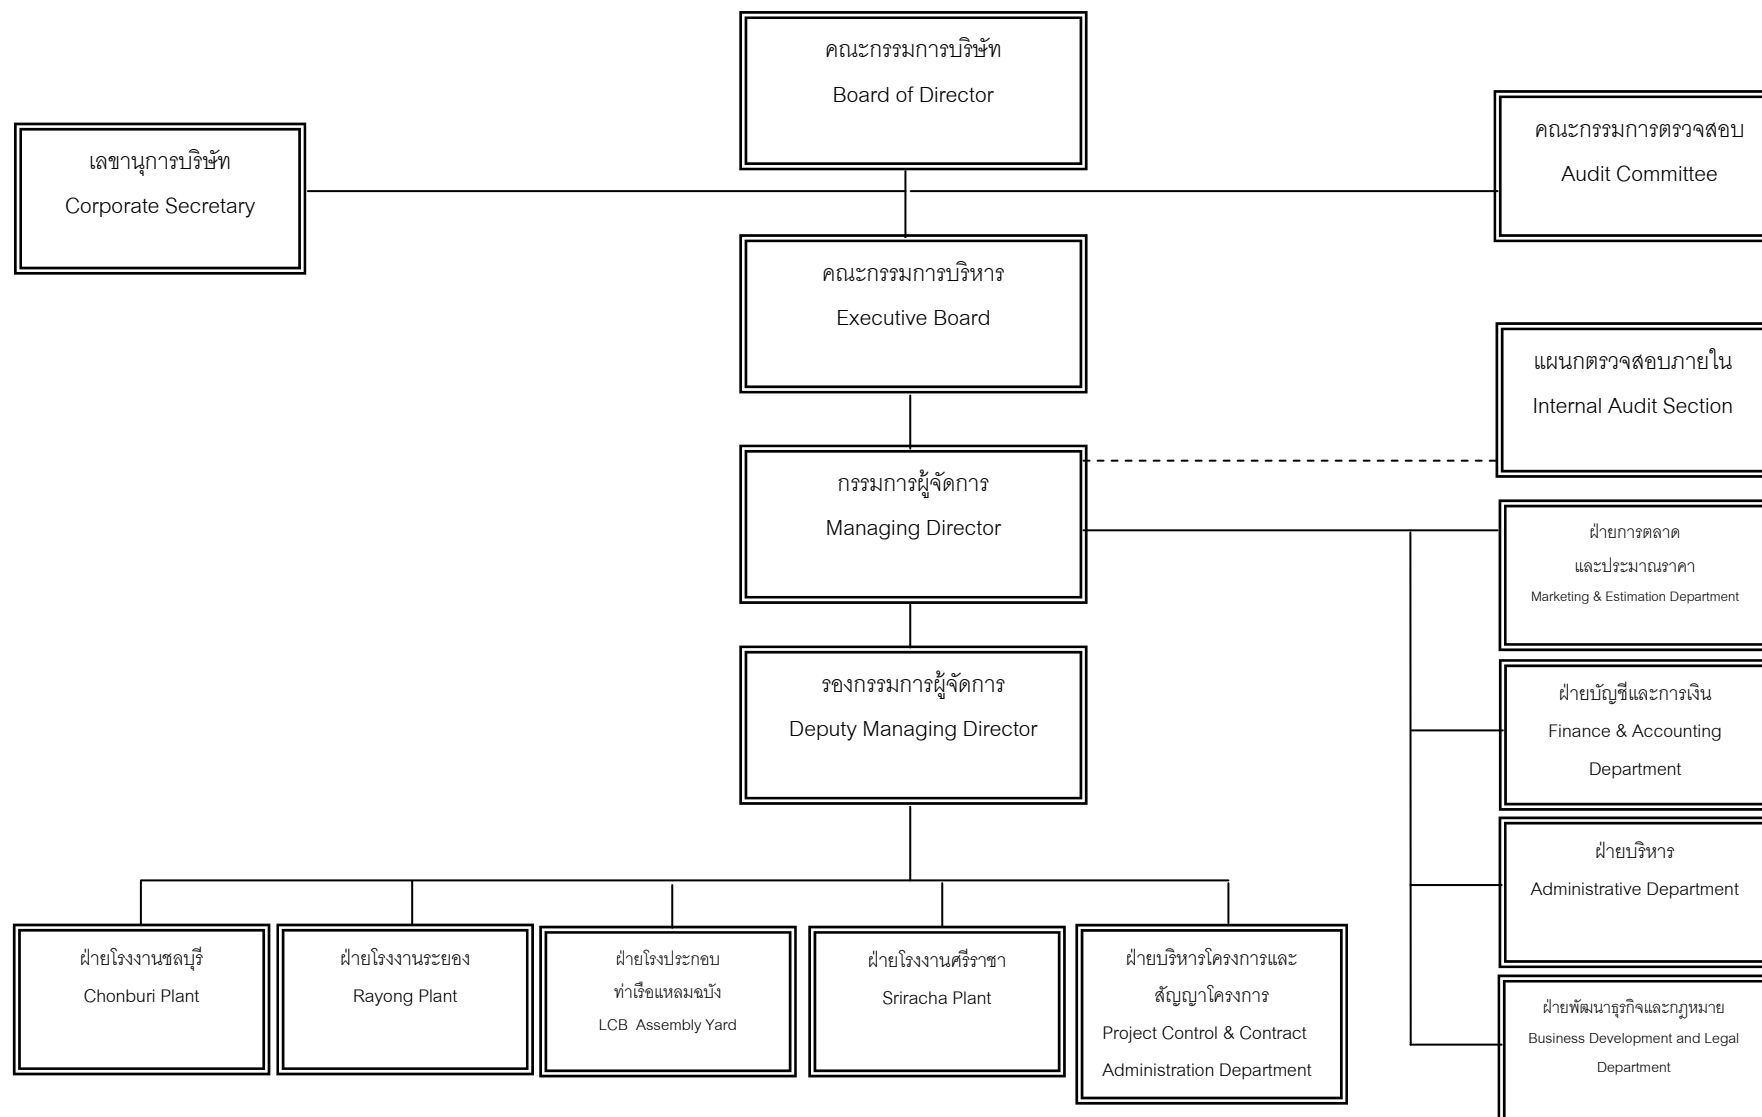 คณะกรรมการบริษัท
Board of Director
เลขานุการบริษัท
Corporate Secretary
คณะกรรมการตรวจสอบ
Audit Committee
คณะกรรมการบริหาร
Executive Board
แผนกตรวจสอบภายใน
Internal Audit Section
กรรมการผู้จัดการ
Managing Director
ฝ่ายการตลาด
และประมาณราคา
Marketing & Estimation Department
รองกรรมการผู้จัดการ
Deputy Managing Director
ฝ่ายบัญชีและการเงิน
Finance & Accounting
Department
ฝ่ายบริหาร
Administrative Department
ฝ่ายโรงงานชลบุรี
Chonburi Plant
ฝ่ายโรงงานระยอง
Rayong Plant
ฝ่ายโรงประกอบ
ท่าเรือแหลมฉบัง
LCB Assembly Yard
ฝ่ายโรงงานศรีราชา
Sriracha Plant
ฝ่ายบริหารโครงการและ
สัญญาโครงการ
Project Control & Contract
Administration Department
ฝ่ายพัฒนาธุรกิจและกฎหมาย
Business Development and Legal
Department